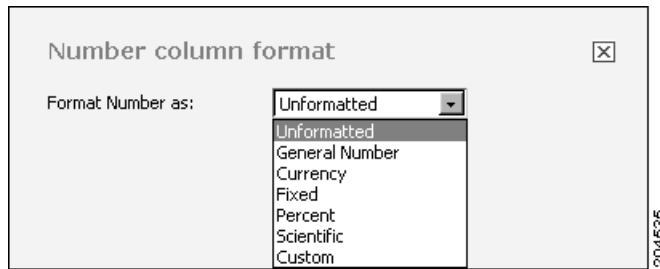 Number column format
Format Number as:
Unformatted
Unformatted
General Number
Currency
Fixed
Percent
Scientific
Custom
204535